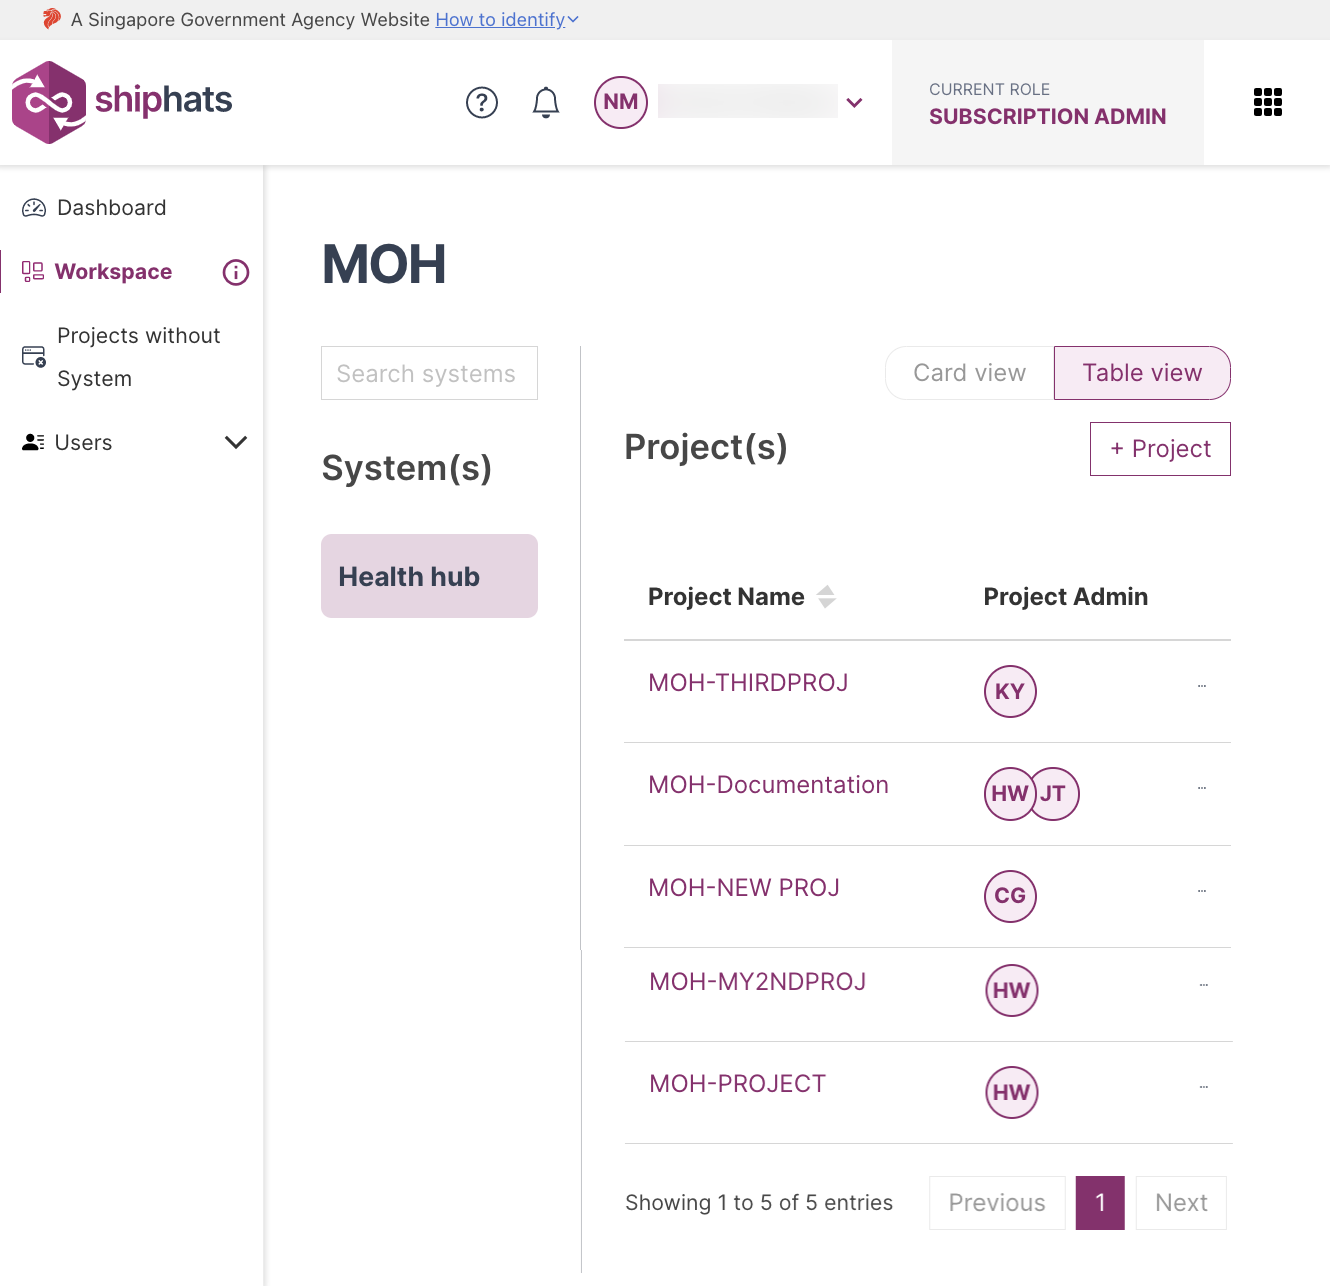 A Singapore Government Agency Website How to identify
shiphats
NM
CURRENT ROLE
SUBSCRIPTION ADMIN
Dashboard
Workspace
Projects without
System
Users
MOH
Search systems
System(s)
Health hub
Card view
Table view
Project(s)
+ Project
Project Name Project Admin
MOH-THIRDPROJ KY ...
MOH-Documentation HW JT ...
MOH-NEW PROJ CG ...
MOH-MY2NDPROJ HW ...
MOH-PROJECT HW ...
Showing 1 to 5 of 5 entries Previous 1 Next